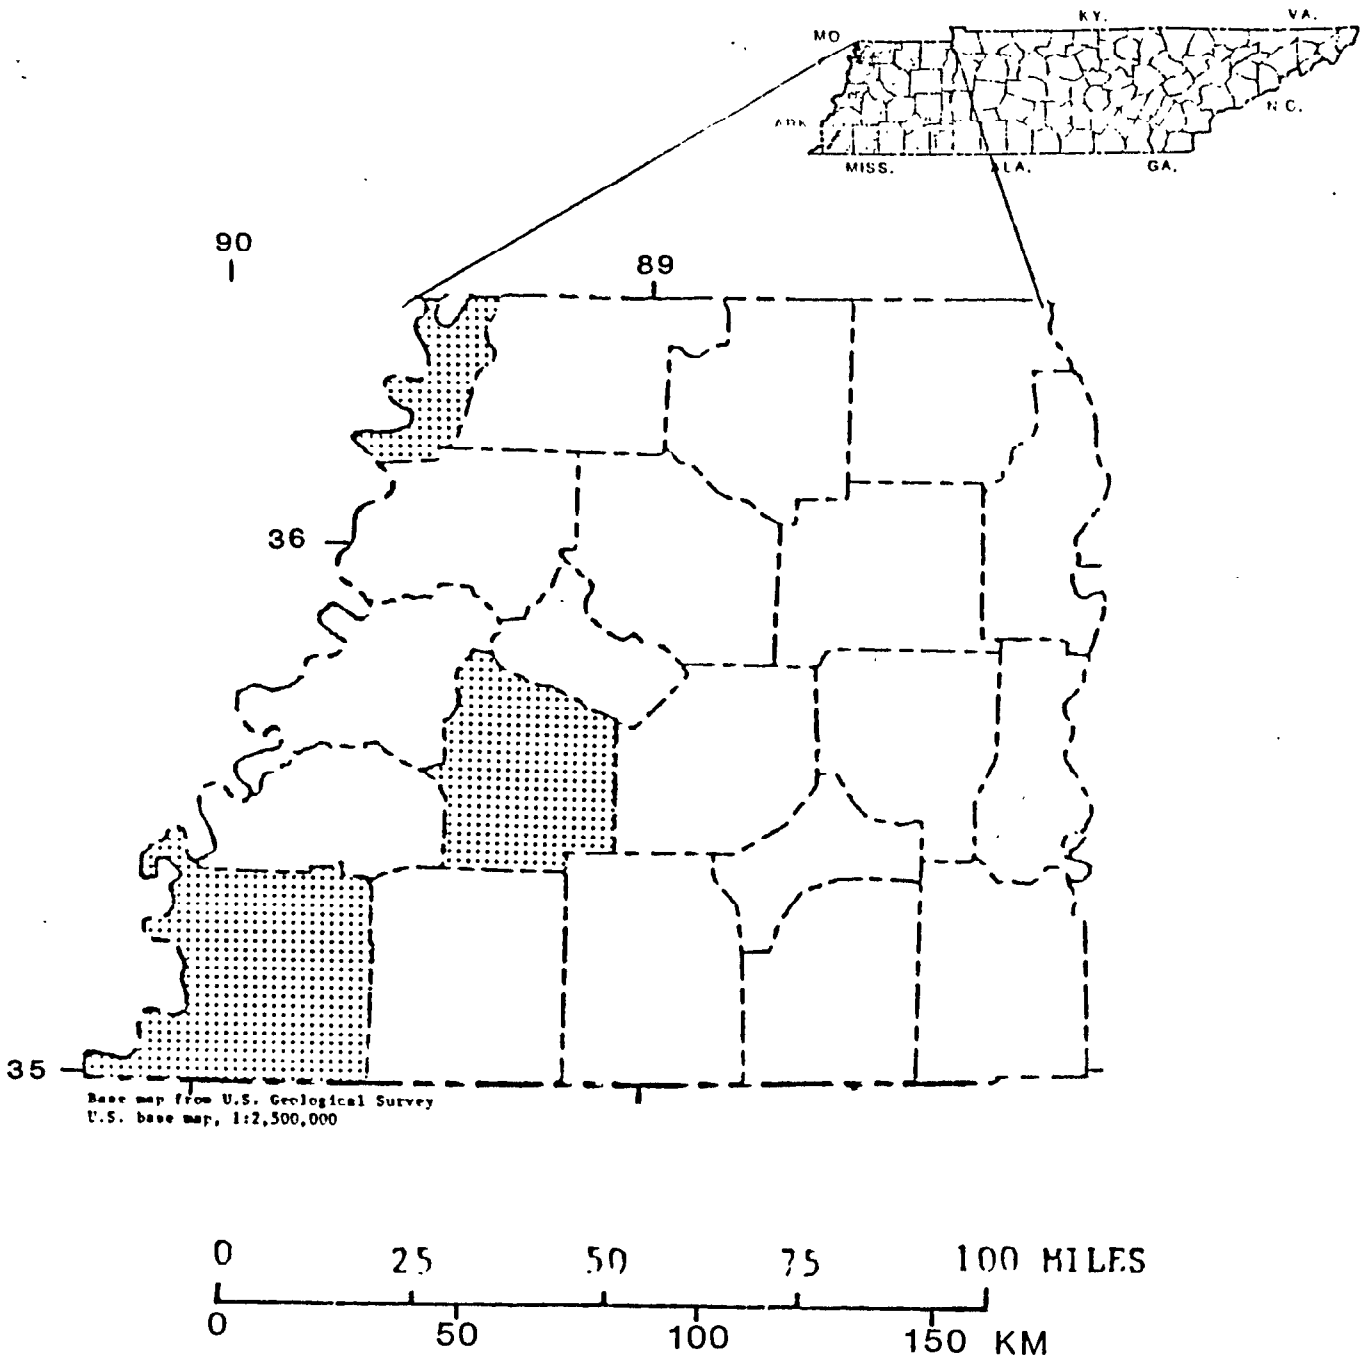 KY.
VA.
MO
ARK
N.C.
MISS.
ALA.
GA.
90
89
36
35
Base map from U.S. Geological Survey
U.S. base map, 1:2,500,000
0 25 50 75 100 MILES
0 50 100 150 KM